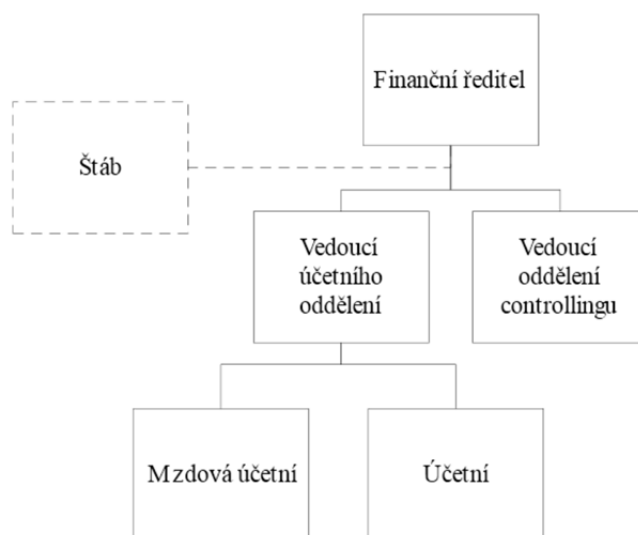 Finanční ředitel
Štáb
Vedoucí
účetního
oddělení
Vedoucí
oddělení
controllingu
Mzdová účetní
Účetní